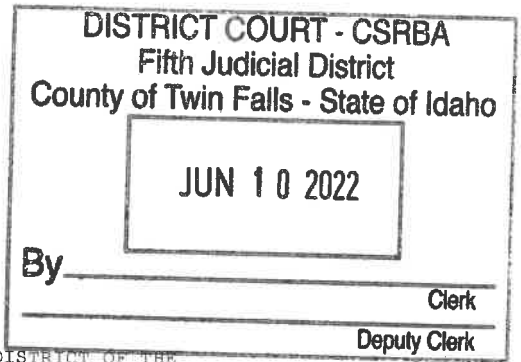 DISTRICT COURT - CSRBA
Fifth Judicial District
County of Twin Falls - State of Idaho
JUN 10 2022
By
Clerk
Deputy Clerk
DISTRICT OF THE